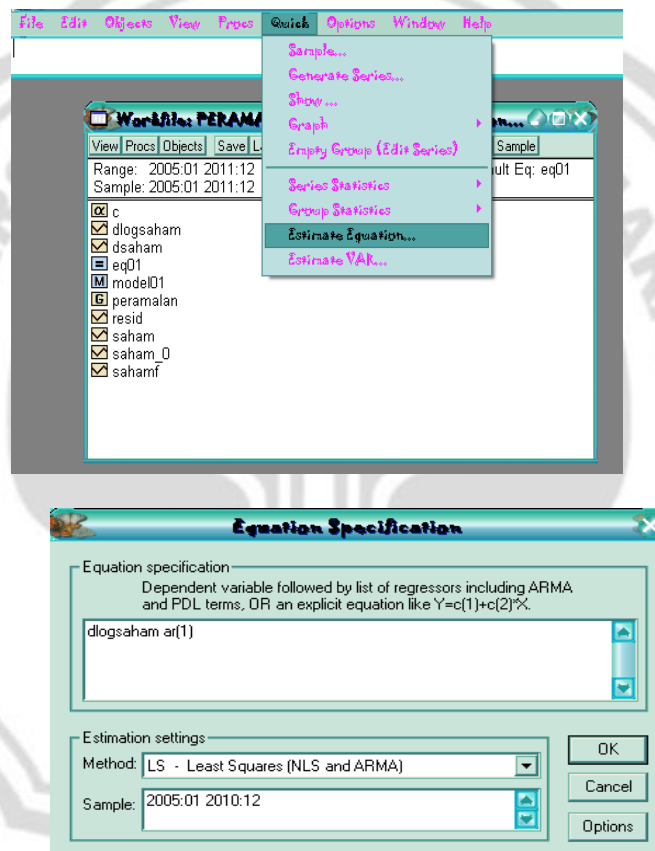 File Edit Objects View Procs Quick Options Window Help
Sample...
Generate Series...
Show...
Graph
Empty Group (Edit Series)
Series Statistics
Group Statistics
Estimate Equation...
Estimate VAR...
Workfile: PERAMA n...
View Procs Objects Save L Sample
Range: 2005:01 2011:12 ult Eq: eq01
Sample: 2005:01 2011:12
α c
dlogsaham
dsaham
= eq01
M model01
G peramalan
resid
saham
saham_0
sahamf
Equation Specification
Equation specification
Dependent variable followed by list of regressors including ARMA
and PDL terms, OR an explicit equation like Y=c(1)+c(2)*X.
dlogsaham ar(1)
Estimation settings
Method: LS - Least Squares (NLS and ARMA)
Sample: 2005:01 2010:12
OK
Cancel
Options